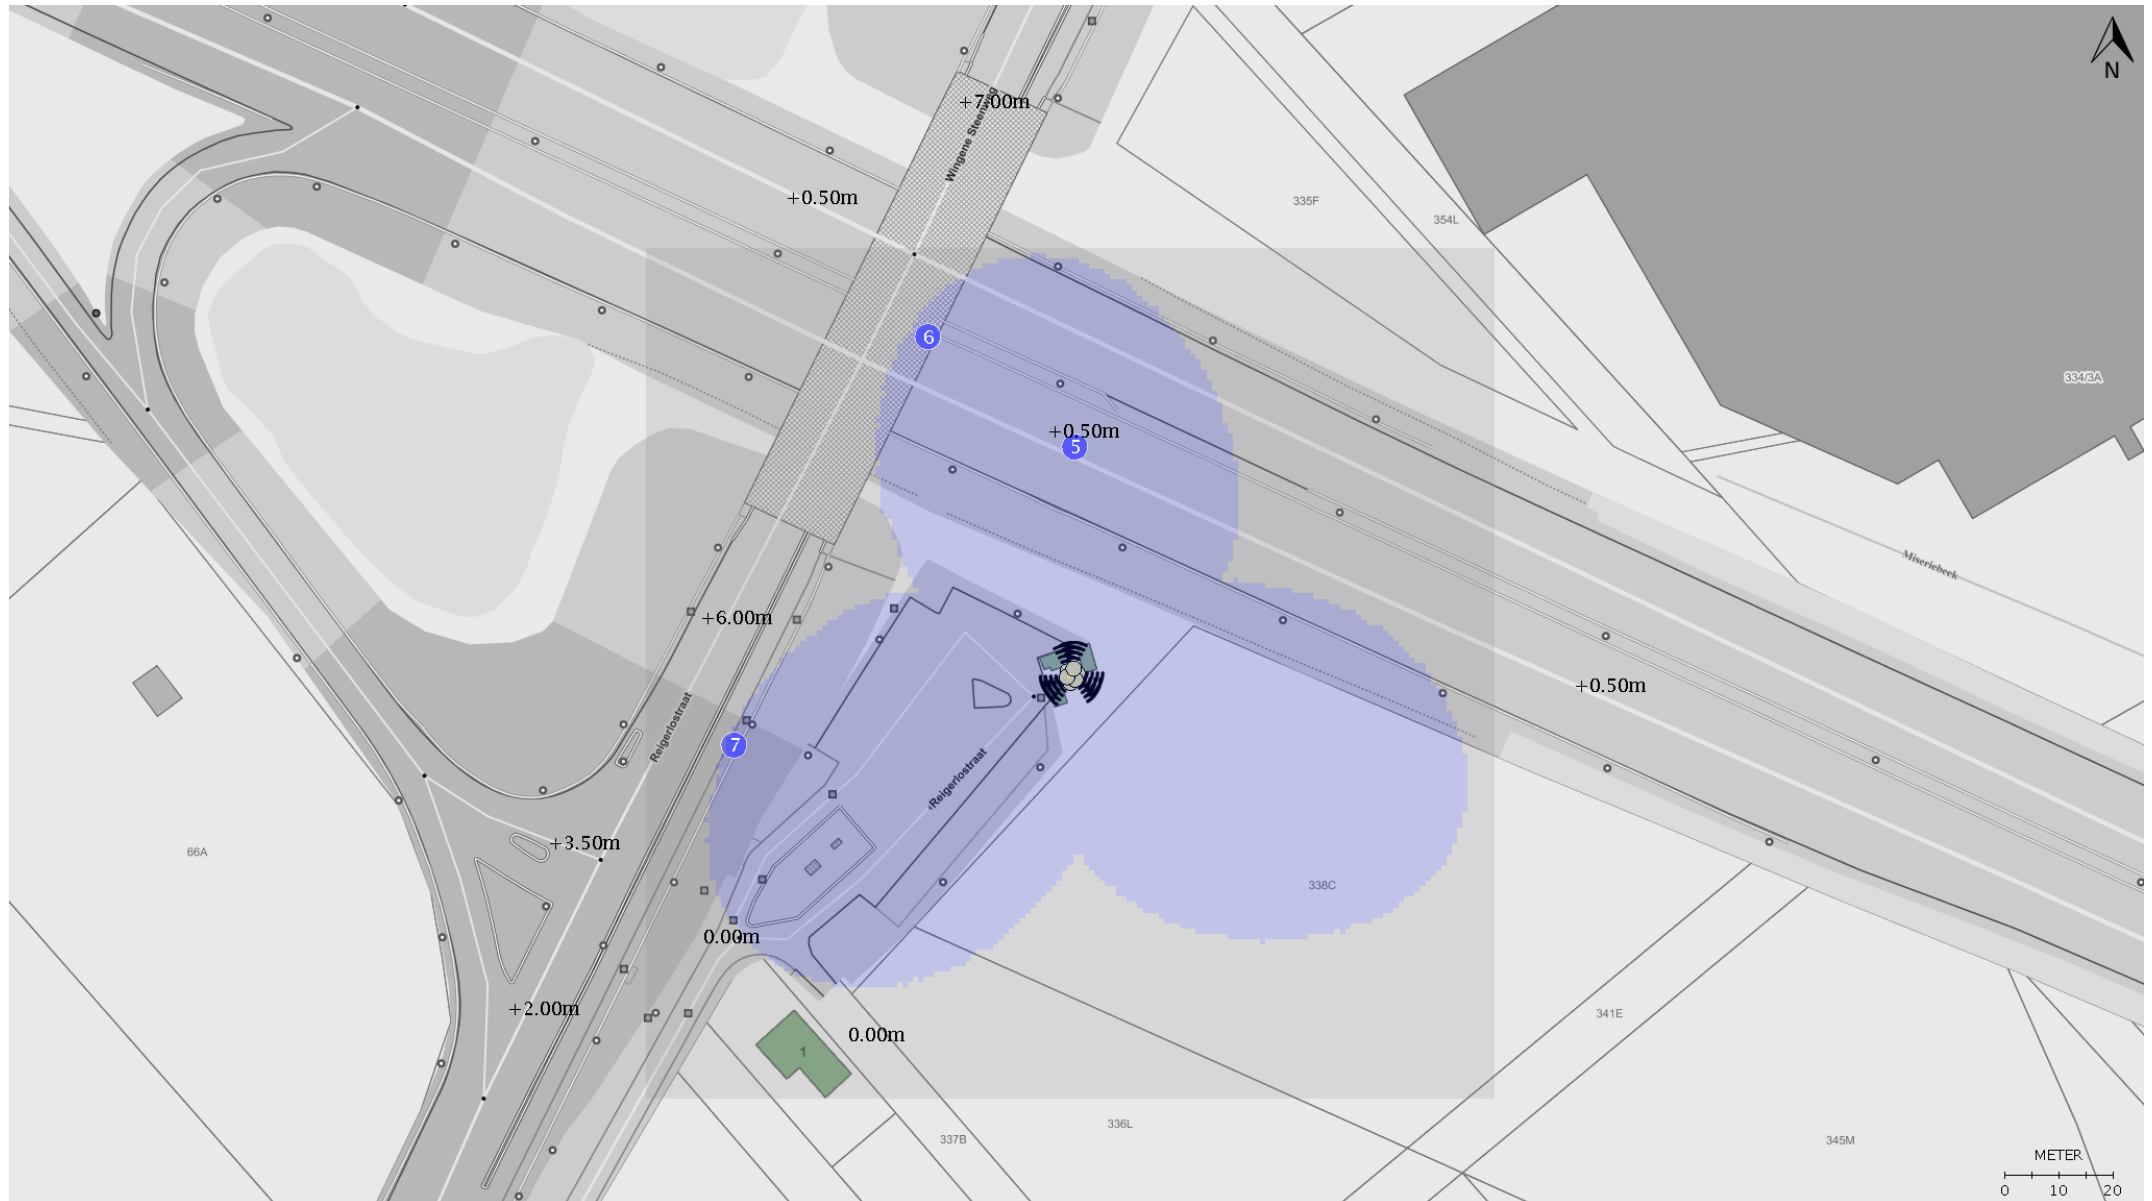 N
+7.00m
Wingene Steenweg
+0.50m
335F
354L
6
334/3A
+0.50m
5
Miseriebeek
+6.00m
+0.50m
Reigerlostraat
7
Reigerlostraat
+3.50m
66A
338C
0.00m
+2.00m
341E
0.00m
1
336L
337B
345M
METER
0 10 20